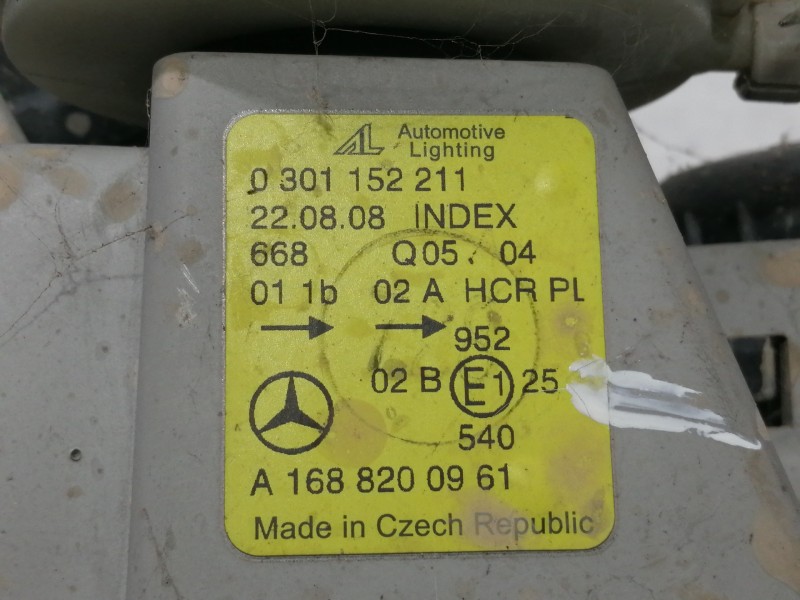 AL Automotive
Lighting
0 301 152 211
22.08.08 INDEX
668 Q05. 04
01 1b 02 A HCR PL
952
02 B E1 25
540
A 168 820 09 61
Made in Czech Republic